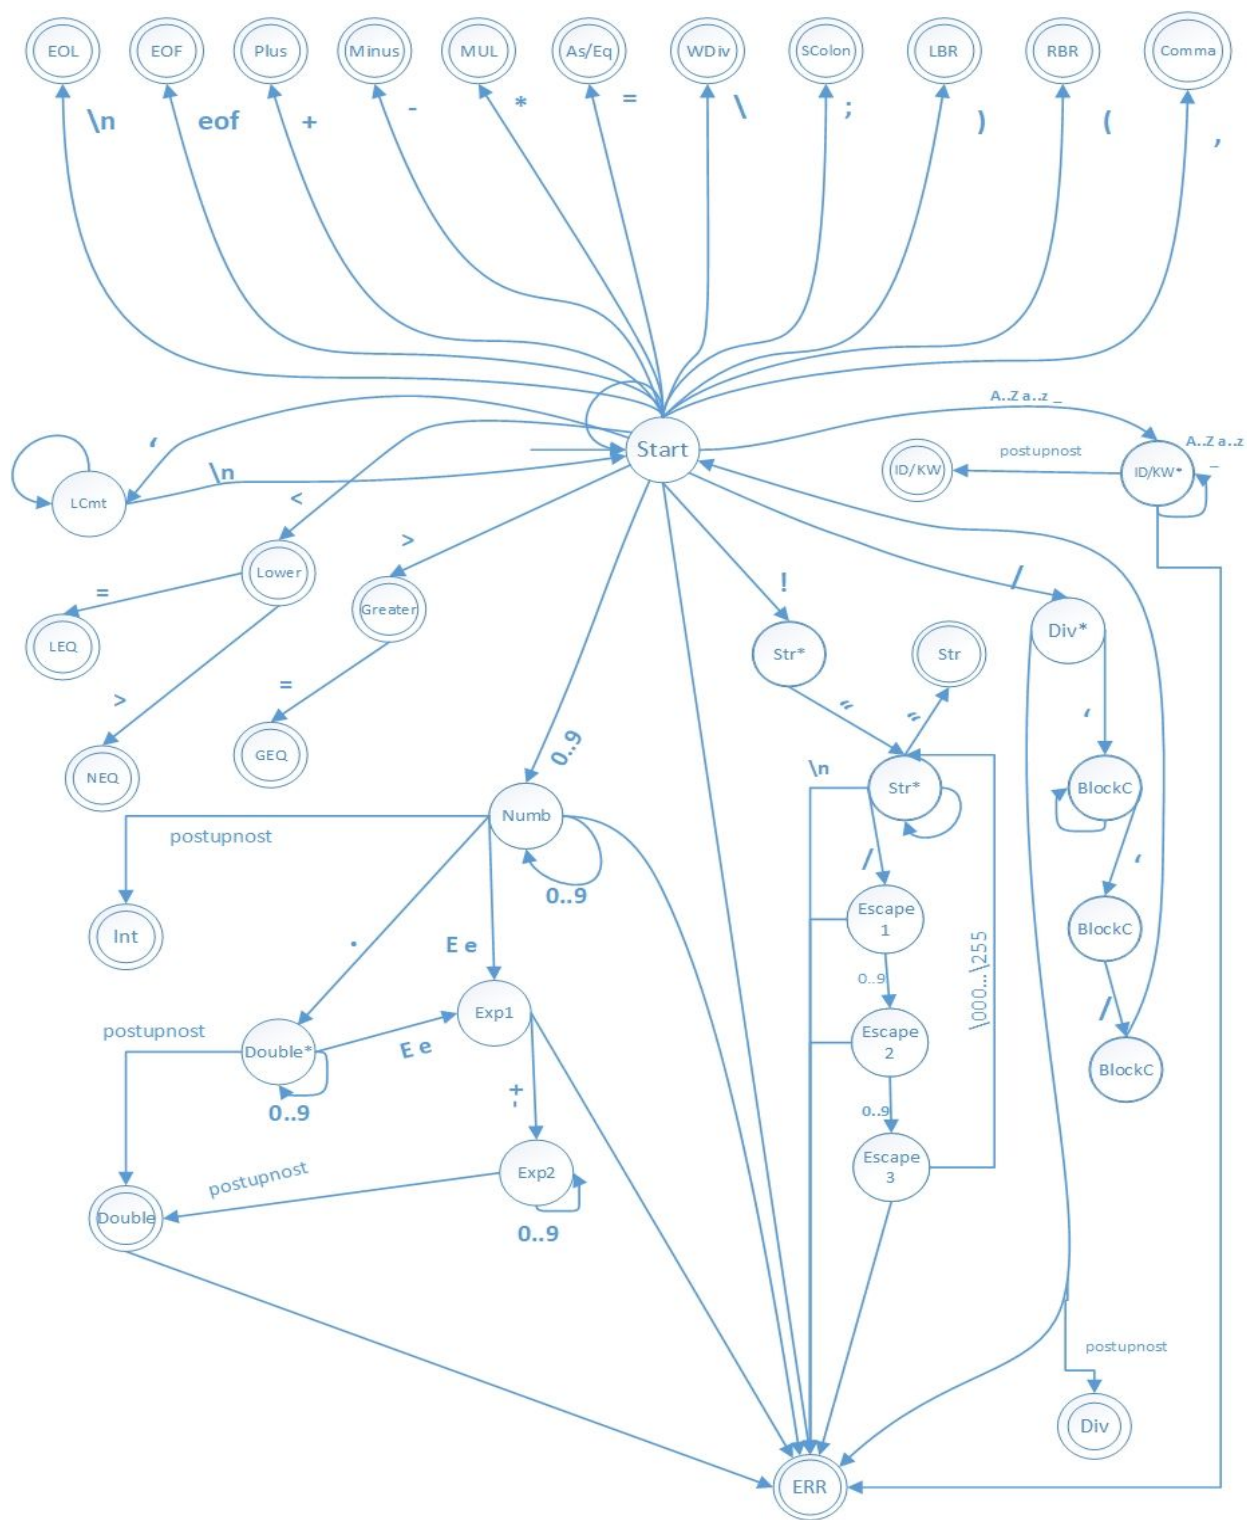 EOL EOF Plus Minus MUL As/Eq WDiv SColon LBR RBR Comma
\n eof + - * = \ ; ) ( ,
A..Z a..z _
‘ Start postupnost ID/KW ID/KW* A..Z a..z _
\n
LCmt
<
>
! /
Lower
= Greater
Div*
LEQ Str* Str
>
=
“ “ ‘
0..9
GEQ
NEQ \n Str* BlockC
Numb
postupnost
/ ‘
0..9
Escape 1
BlockC
Int
. E e \000...\255
0..9
/
Exp1
postupnost
Double* E e
Escape 2
BlockC
0..9
+
-
0..9
Exp2
Escape 3
postupnost
Double
0..9
postupnost
Div
ERR